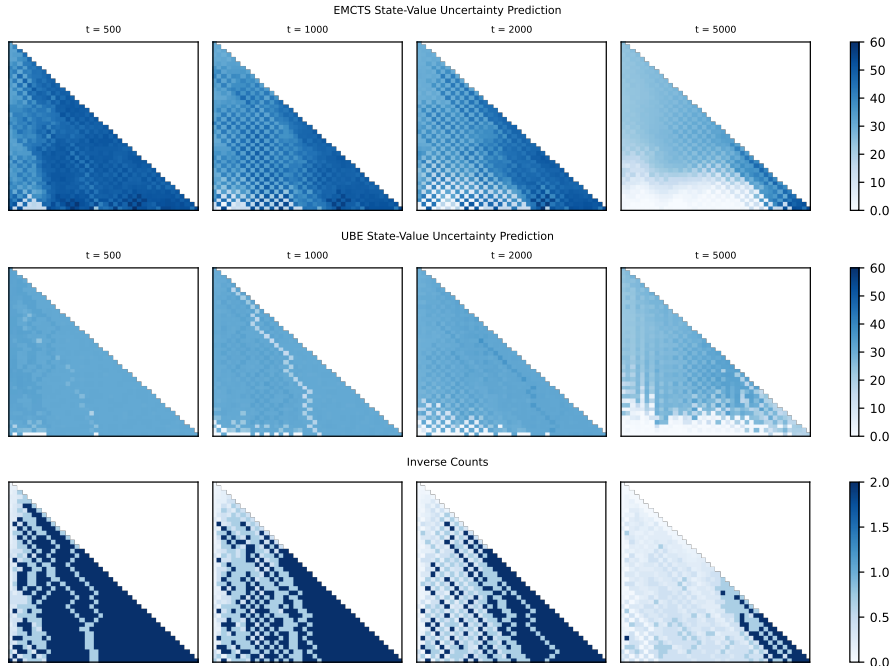 EMCTS State-Value Uncertainty Prediction
t = 500
t = 1000
t = 2000
t = 5000
60
50
40
30
20
10
0.0
UBE State-Value Uncertainty Prediction
t = 500
t = 1000
t = 2000
t = 5000
60
50
40
30
20
10
0.0
Inverse Counts
2.0
1.5
1.0
0.5
0.0